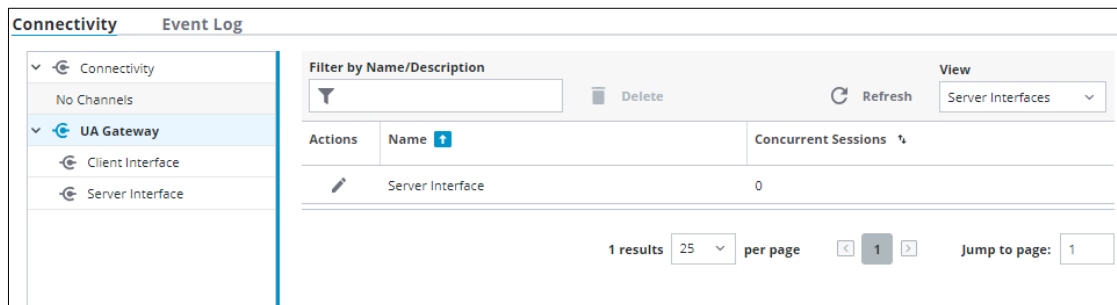 Connectivity Event Log
Connectivity
No Channels
UA Gateway
Client Interface
Server Interface
Filter by Name/Description
Delete
Refresh
View
Server Interfaces
Actions Name Concurrent Sessions
Server Interface 0
1 results 25 per page 1 Jump to page: 1